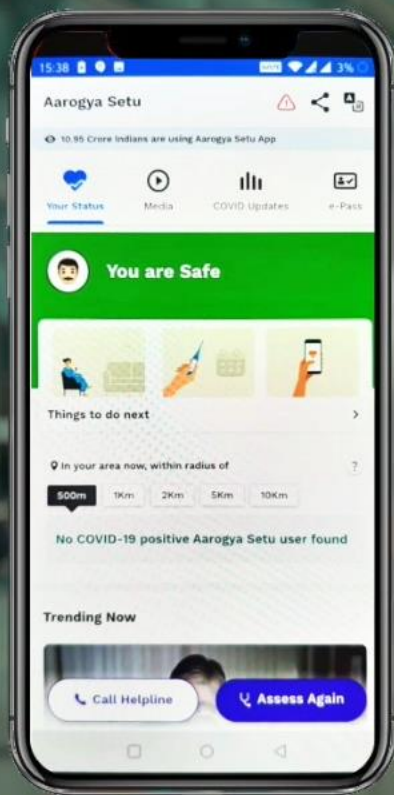 15:38 3%
Aarogya Setu
10.95 Crore Indians are using Aarogya Setu App
Your Status Media COVID Updates e-Pass
You are Safe
Things to do next
In your area now, within radius of ?
500m 1Km 2Km 5Km 10Km
No COVID-19 positive Aarogya Setu user found
Trending Now
Call Helpline Assess Again